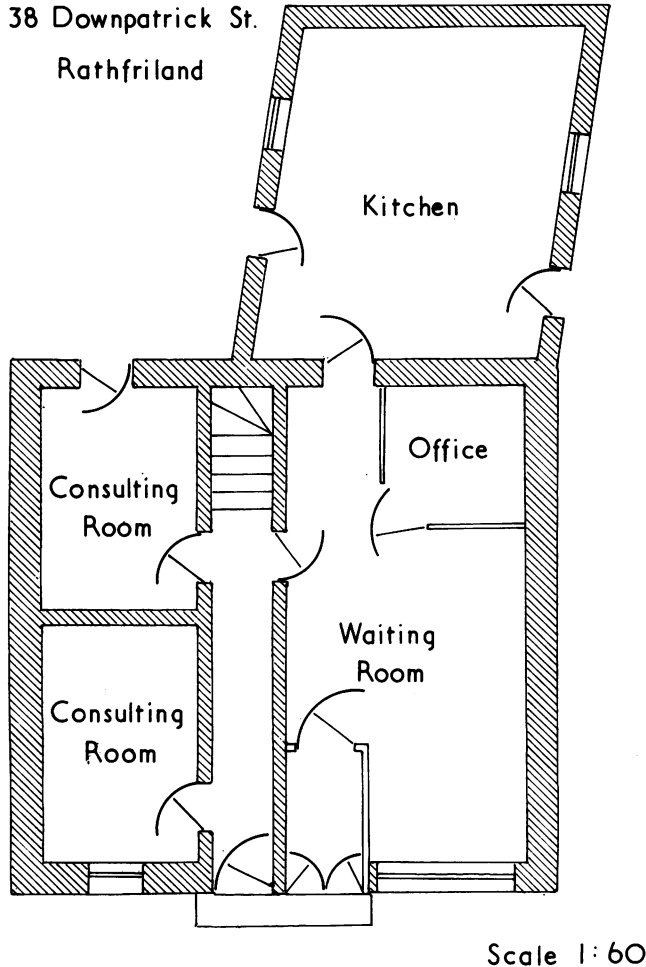 38 Downpatrick St.
Rathfriland
Kitchen
Office
Consulting
Room
Waiting
Room
Consulting
Room
Scale 1:60